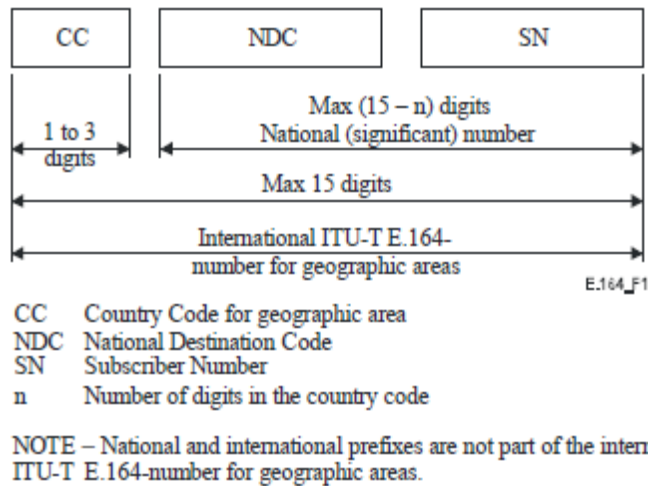 CC NDC SN
Max (15 – n) digits
1 to 3 National (significant) number
digits
Max 15 digits
International ITU-T E.164-
number for geographic areas
E.164_F1
CC Country Code for geographic area
NDC National Destination Code
SN Subscriber Number
n Number of digits in the country code
NOTE – National and international prefixes are not part of the
ITU-T E.164-number for geographic areas.